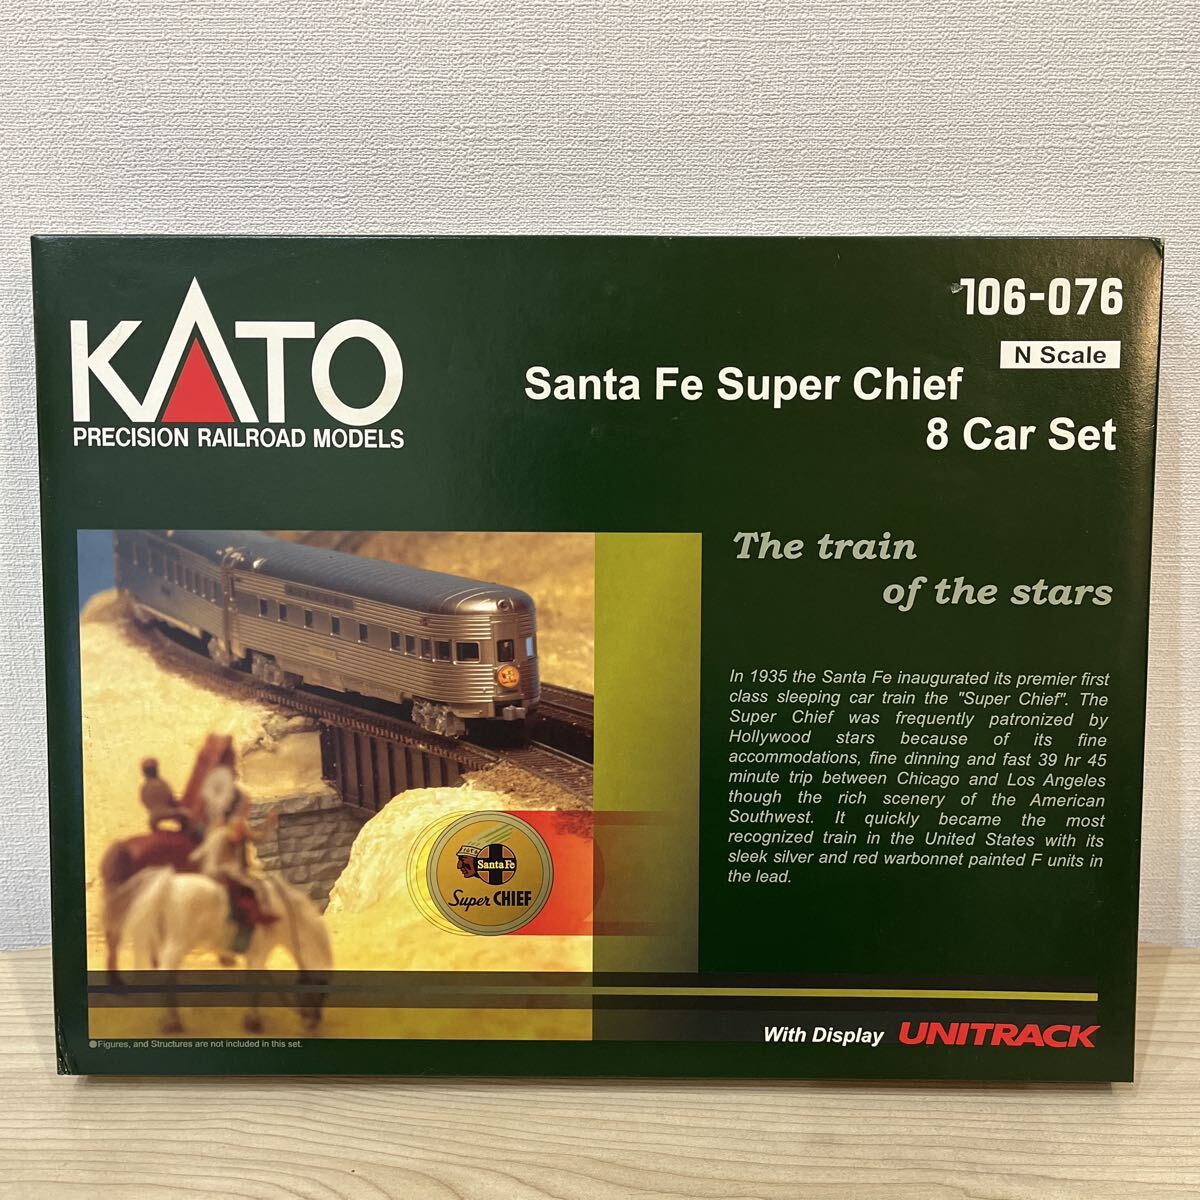 KATO
PRECISION RAILROAD MODELS
106-076
N Scale
Santa Fe Super Chief
8 Car Set
The train
of the stars
In 1935 the Santa Fe inaugurated its premier first
class sleeping car train the "Super Chief". The
Super Chief was frequently patronized by
Hollywood stars because of its fine
accommodations, fine dinning and fast 39 hr 45
minute trip between Chicago and Los Angeles
though the rich scenery of the American
Southwest. It quickly became the most
recognized train in the United States with its
sleek silver and red warbonnet painted F units in
the lead.
Santa Fe
Super CHIEF
With Display UNITRACK
●Figures, and Structures are not included in this set.